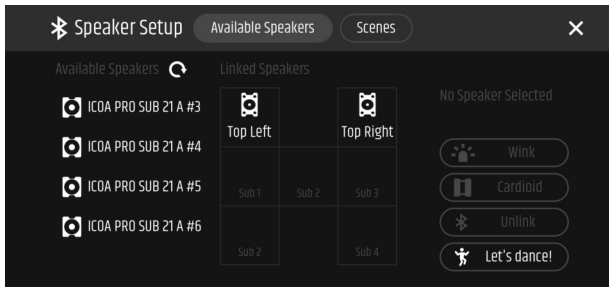 Speaker Setup Available Speakers Scenes
Available Speakers Linked Speakers
No Speaker Selected
ICOA PRO SUB 21 A #3
ICOA PRO SUB 21 A #4
ICOA PRO SUB 21 A #5
ICOA PRO SUB 21 A #6
Top Left Top Right
Sub 1 Sub 2 Sub 3
Sub 2 Sub 4
Wink
Cardioid
Unlink
Let's dance!